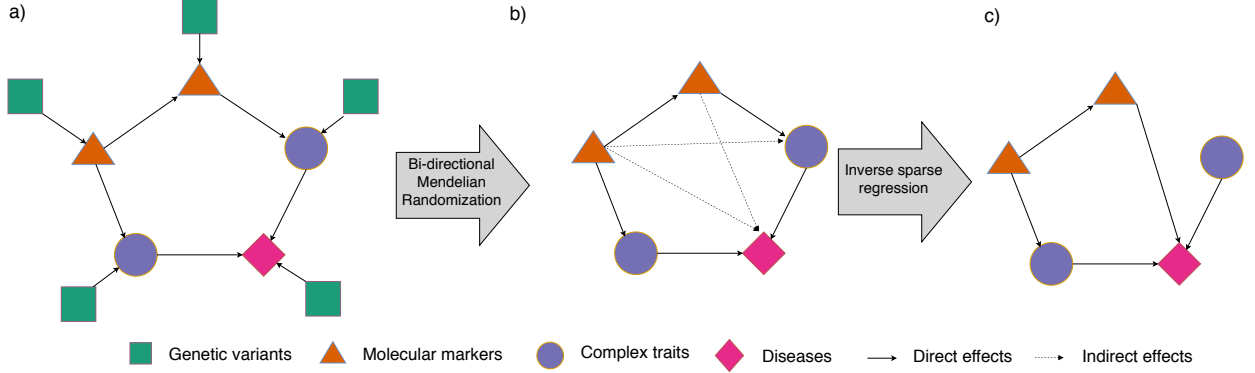 a)
b)
c)
Bi-directional
Mendelian
Randomization
Inverse sparse
regression
Genetic variants
Molecular markers
Complex traits
Diseases
Direct effects
Indirect effects